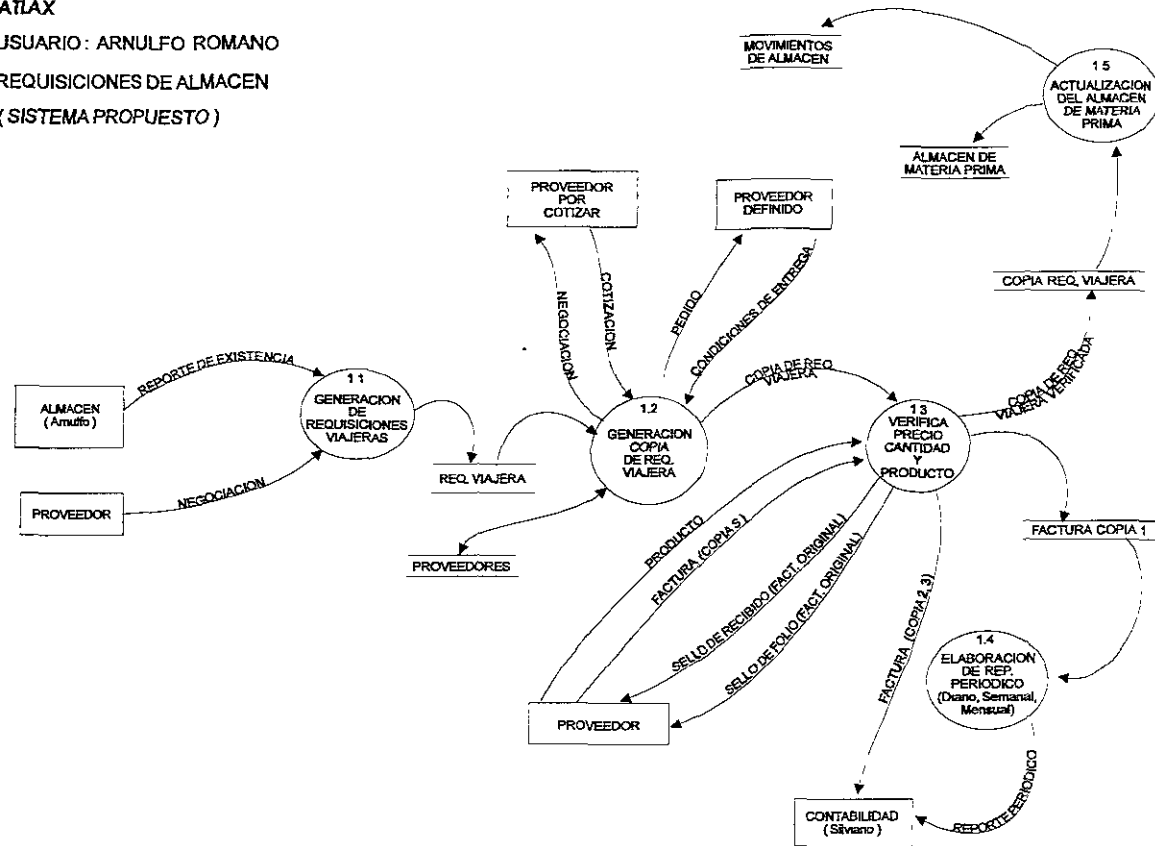 ATLAX
USUARIO: ARNULFO ROMANO
REQUISICIONES DE ALMACEN
(SISTEMA PROPUESTO)
MOVIMIENTOS
DE ALMACEN
1 5
ACTUALIZACION
DEL ALMACEN
DE MATERIA
PRIMA
ALMACEN DE
MATERIA PRIMA
PROVEEDOR
POR
COTIZAR
PROVEEDOR
DEFINIDO
COPIA REQ. VIAJERA
NEGOCIACION
COTIZACION
PEDIDO
CONDICIONES DE ENTREGA
REPORTE DE EXISTENCIA
ALMACEN
(Arnulfo)
1 1
GENERACION
DE
REQUISICIONES
VIAJERAS
PROVEEDOR
NEGOCIACION
REQ. VIAJERA
1.2
GENERACION
COPIA
DE REQ.
VIAJERA
PROVEEDORES
COPIA DE REQ
VIAJERA
1 3
VERIFICA
PRECIO
CANTIDAD
Y
PRODUCTO
COPIA DE REQ.
VIAJERA VERIFICADA
FACTURA COPIA 1
PRODUCTO
FACTURA (COPIA S)
SELLO DE RECIBIDO (FACT. ORIGINAL)
SELLO DE FOLIO (FACT. ORIGINAL)
FACTURA (COPIA 2, 3)
PROVEEDOR
1.4
ELABORACION
DE REP.
PERIODICO
(Diario, Semanal,
Mensual)
REPORTE PERIODICO
CONTABILIDAD
(Silviano)